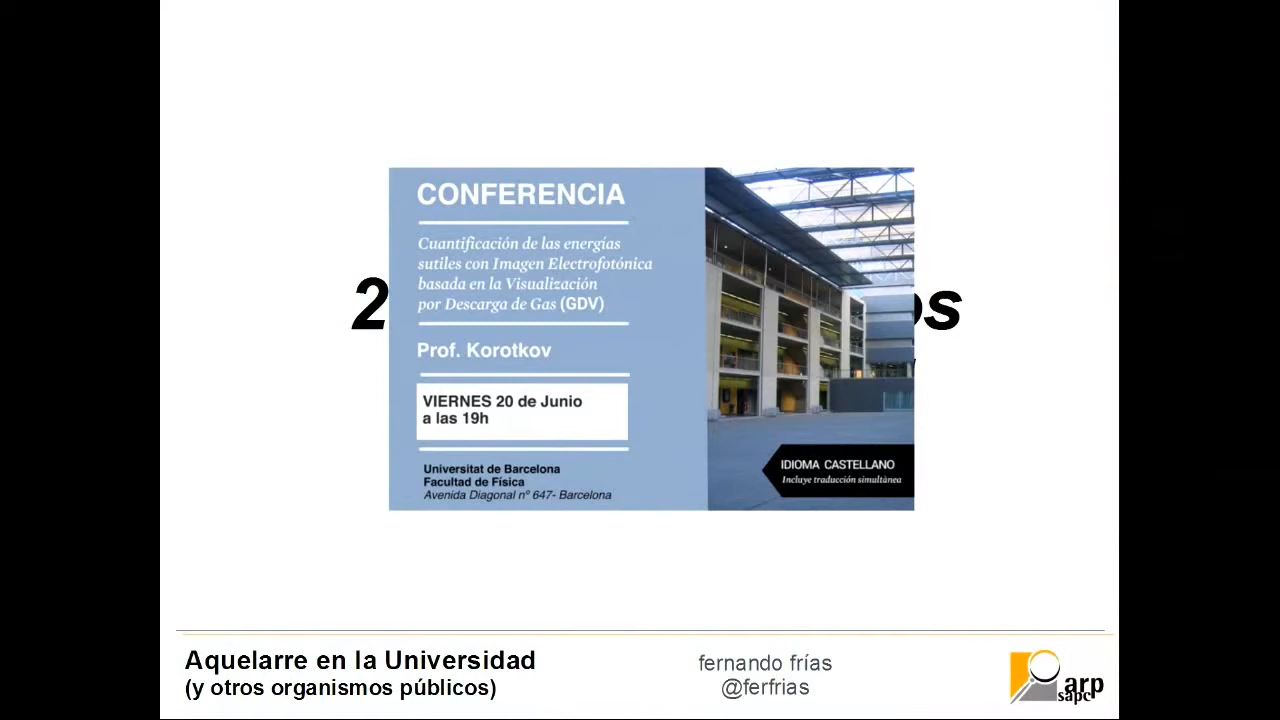 CONFERENCIA
Cuantificación de las energías
sutiles con Imagen Electrofotónica
basada en la Visualización
por Descarga de Gas (GDV)
Prof. Korotkov
VIERNES 20 de Junio
a las 19h
Universitat de Barcelona
Facultad de Física
Avenida Diagonal nº 647- Barcelona
IDIOMA CASTELLANO
Incluye traducción simultànea
Aquelarre en la Universidad
(y otros organismos públicos)
fernando frías
@ferfrias
arp
sapc